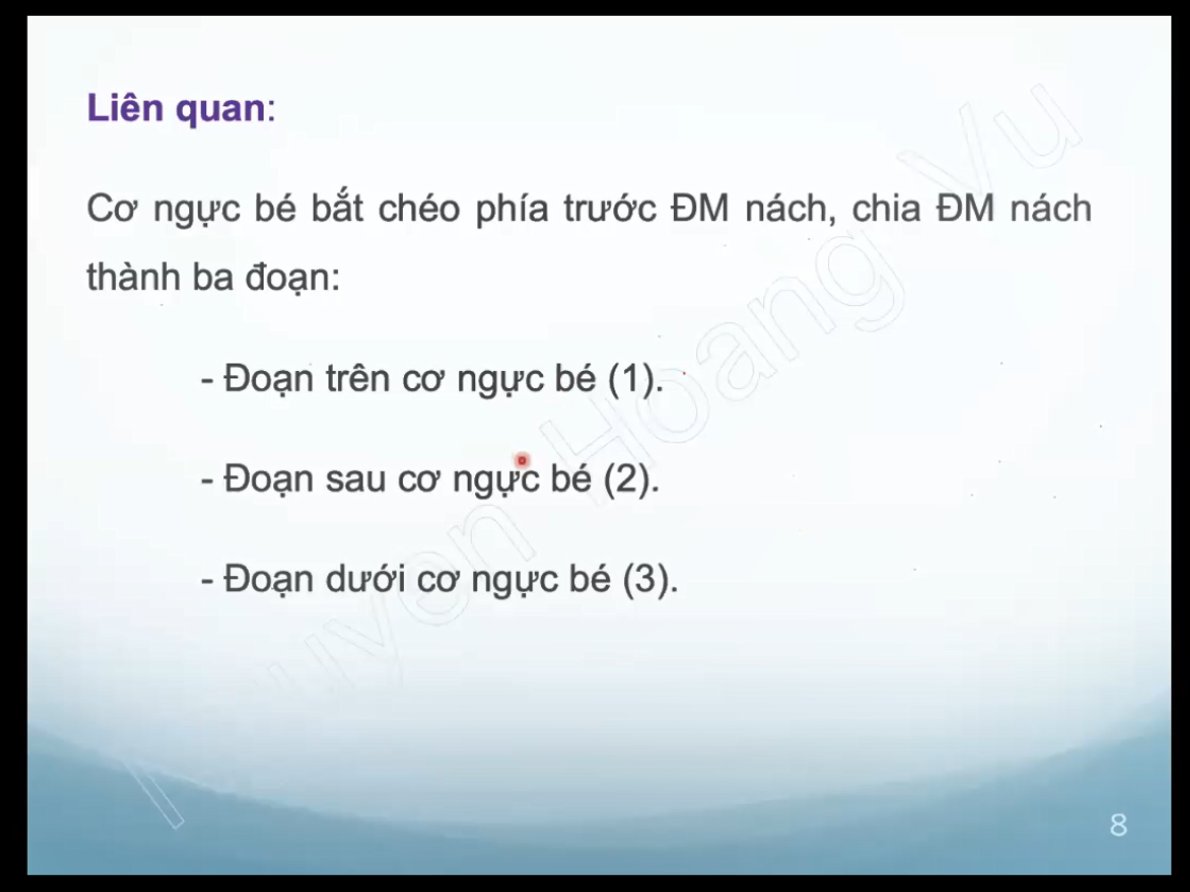 Liên quan:
Cơ ngực bé bắt chéo phía trước ĐM nách, chia ĐM nách
thành ba đoạn:
- Đoạn trên cơ ngực bé (1).
- Đoạn sau cơ ngực bé (2).
- Đoạn dưới cơ ngực bé (3).
Hoang Vu
8